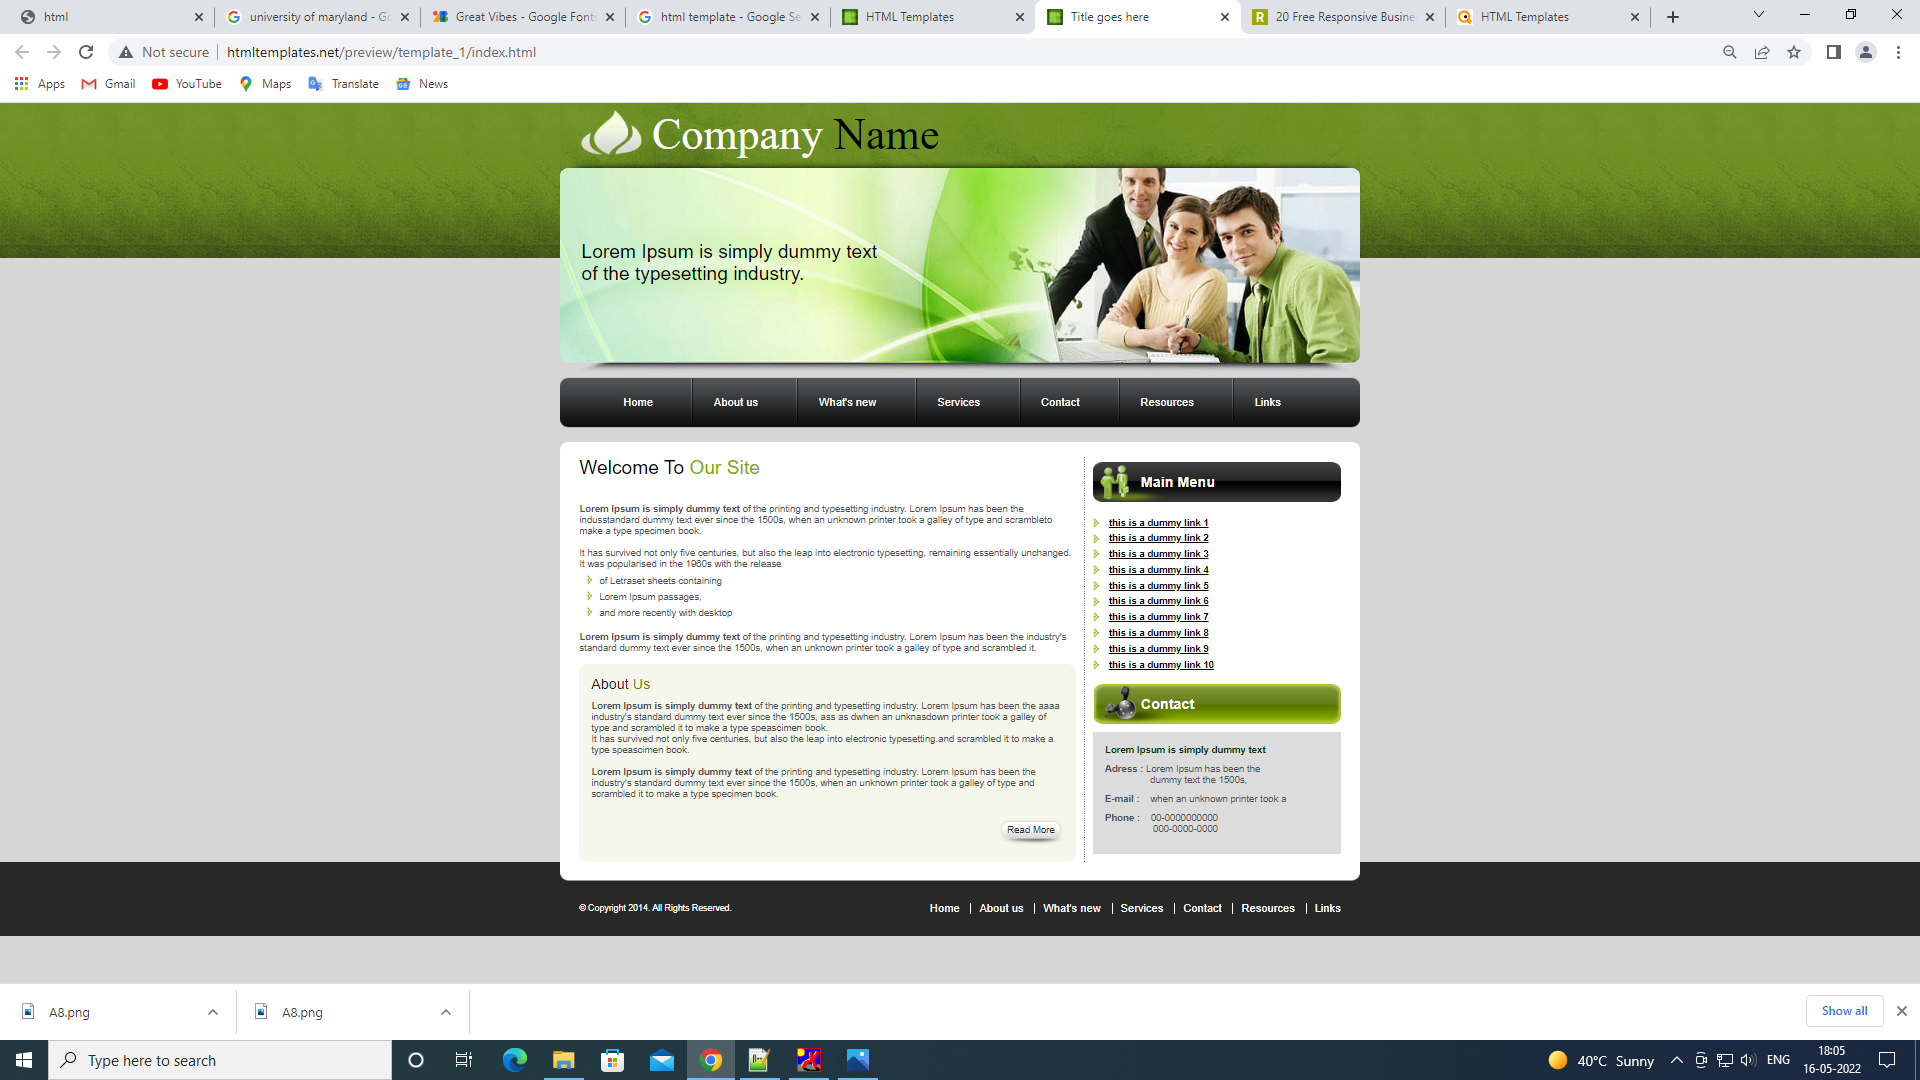 html
university of maryland - Go
Great Vibes - Google Fonts
html template - Google Se
HTML Templates
Title goes here
20 Free Responsive Busine
HTML Templates
Not secure
htmltemplates.net/preview/template_1/index.html
Apps
Gmail
YouTube
Maps
Translate
News
Company Name
Lorem Ipsum is simply dummy text
of the typesetting industry.
Home
About us
What's new
Services
Contact
Resources
Links
Welcome To Our Site
Lorem Ipsum is simply dummy text of the printing and typesetting industry. Lorem Ipsum has been the
indusstandard dummy text ever since the 1500s, when an unknown printer took a galley of type and scrambleto
make a type specimen book.
It has survived not only five centuries, but also the leap into electronic typesetting, remaining essentially unchanged.
It was popularised in the 1960s with the release
of Letraset sheets containing
Lorem Ipsum passages,
and more recently with desktop
Lorem Ipsum is simply dummy text of the printing and typesetting industry. Lorem Ipsum has been the industry's
standard dummy text ever since the 1500s, when an unknown printer took a galley of type and scrambled it.
About Us
Lorem Ipsum is simply dummy text of the printing and typesetting industry. Lorem Ipsum has been the aaaa
industry's standard dummy text ever since the 1500s, ass as dwhen an unknasdown printer took a galley of
type and scrambled it to make a type speascimen book.
It has survived not only five centuries, but also the leap into electronic typesetting.and scrambled it to make a
type speascimen book.
Lorem Ipsum is simply dummy text of the printing and typesetting industry. Lorem Ipsum has been the
industry's standard dummy text ever since the 1500s, when an unknown printer took a galley of type and
scrambled it to make a type specimen book.
Read More
Main Menu
this is a dummy link 1
this is a dummy link 2
this is a dummy link 3
this is a dummy link 4
this is a dummy link 5
this is a dummy link 6
this is a dummy link 7
this is a dummy link 8
this is a dummy link 9
this is a dummy link 10
Contact
Lorem Ipsum is simply dummy text
Adress : Lorem Ipsum has been the
dummy text the 1500s,
E-mail : when an unknown printer took a
Phone : 00-0000000000
000-0000-0000
© Copyright 2014. All Rights Reserved.
Home | About us | What's new | Services | Contact | Resources | Links
A8.png
A8.png
Show all
Type here to search
40°C Sunny
ENG
18:05
16-05-2022